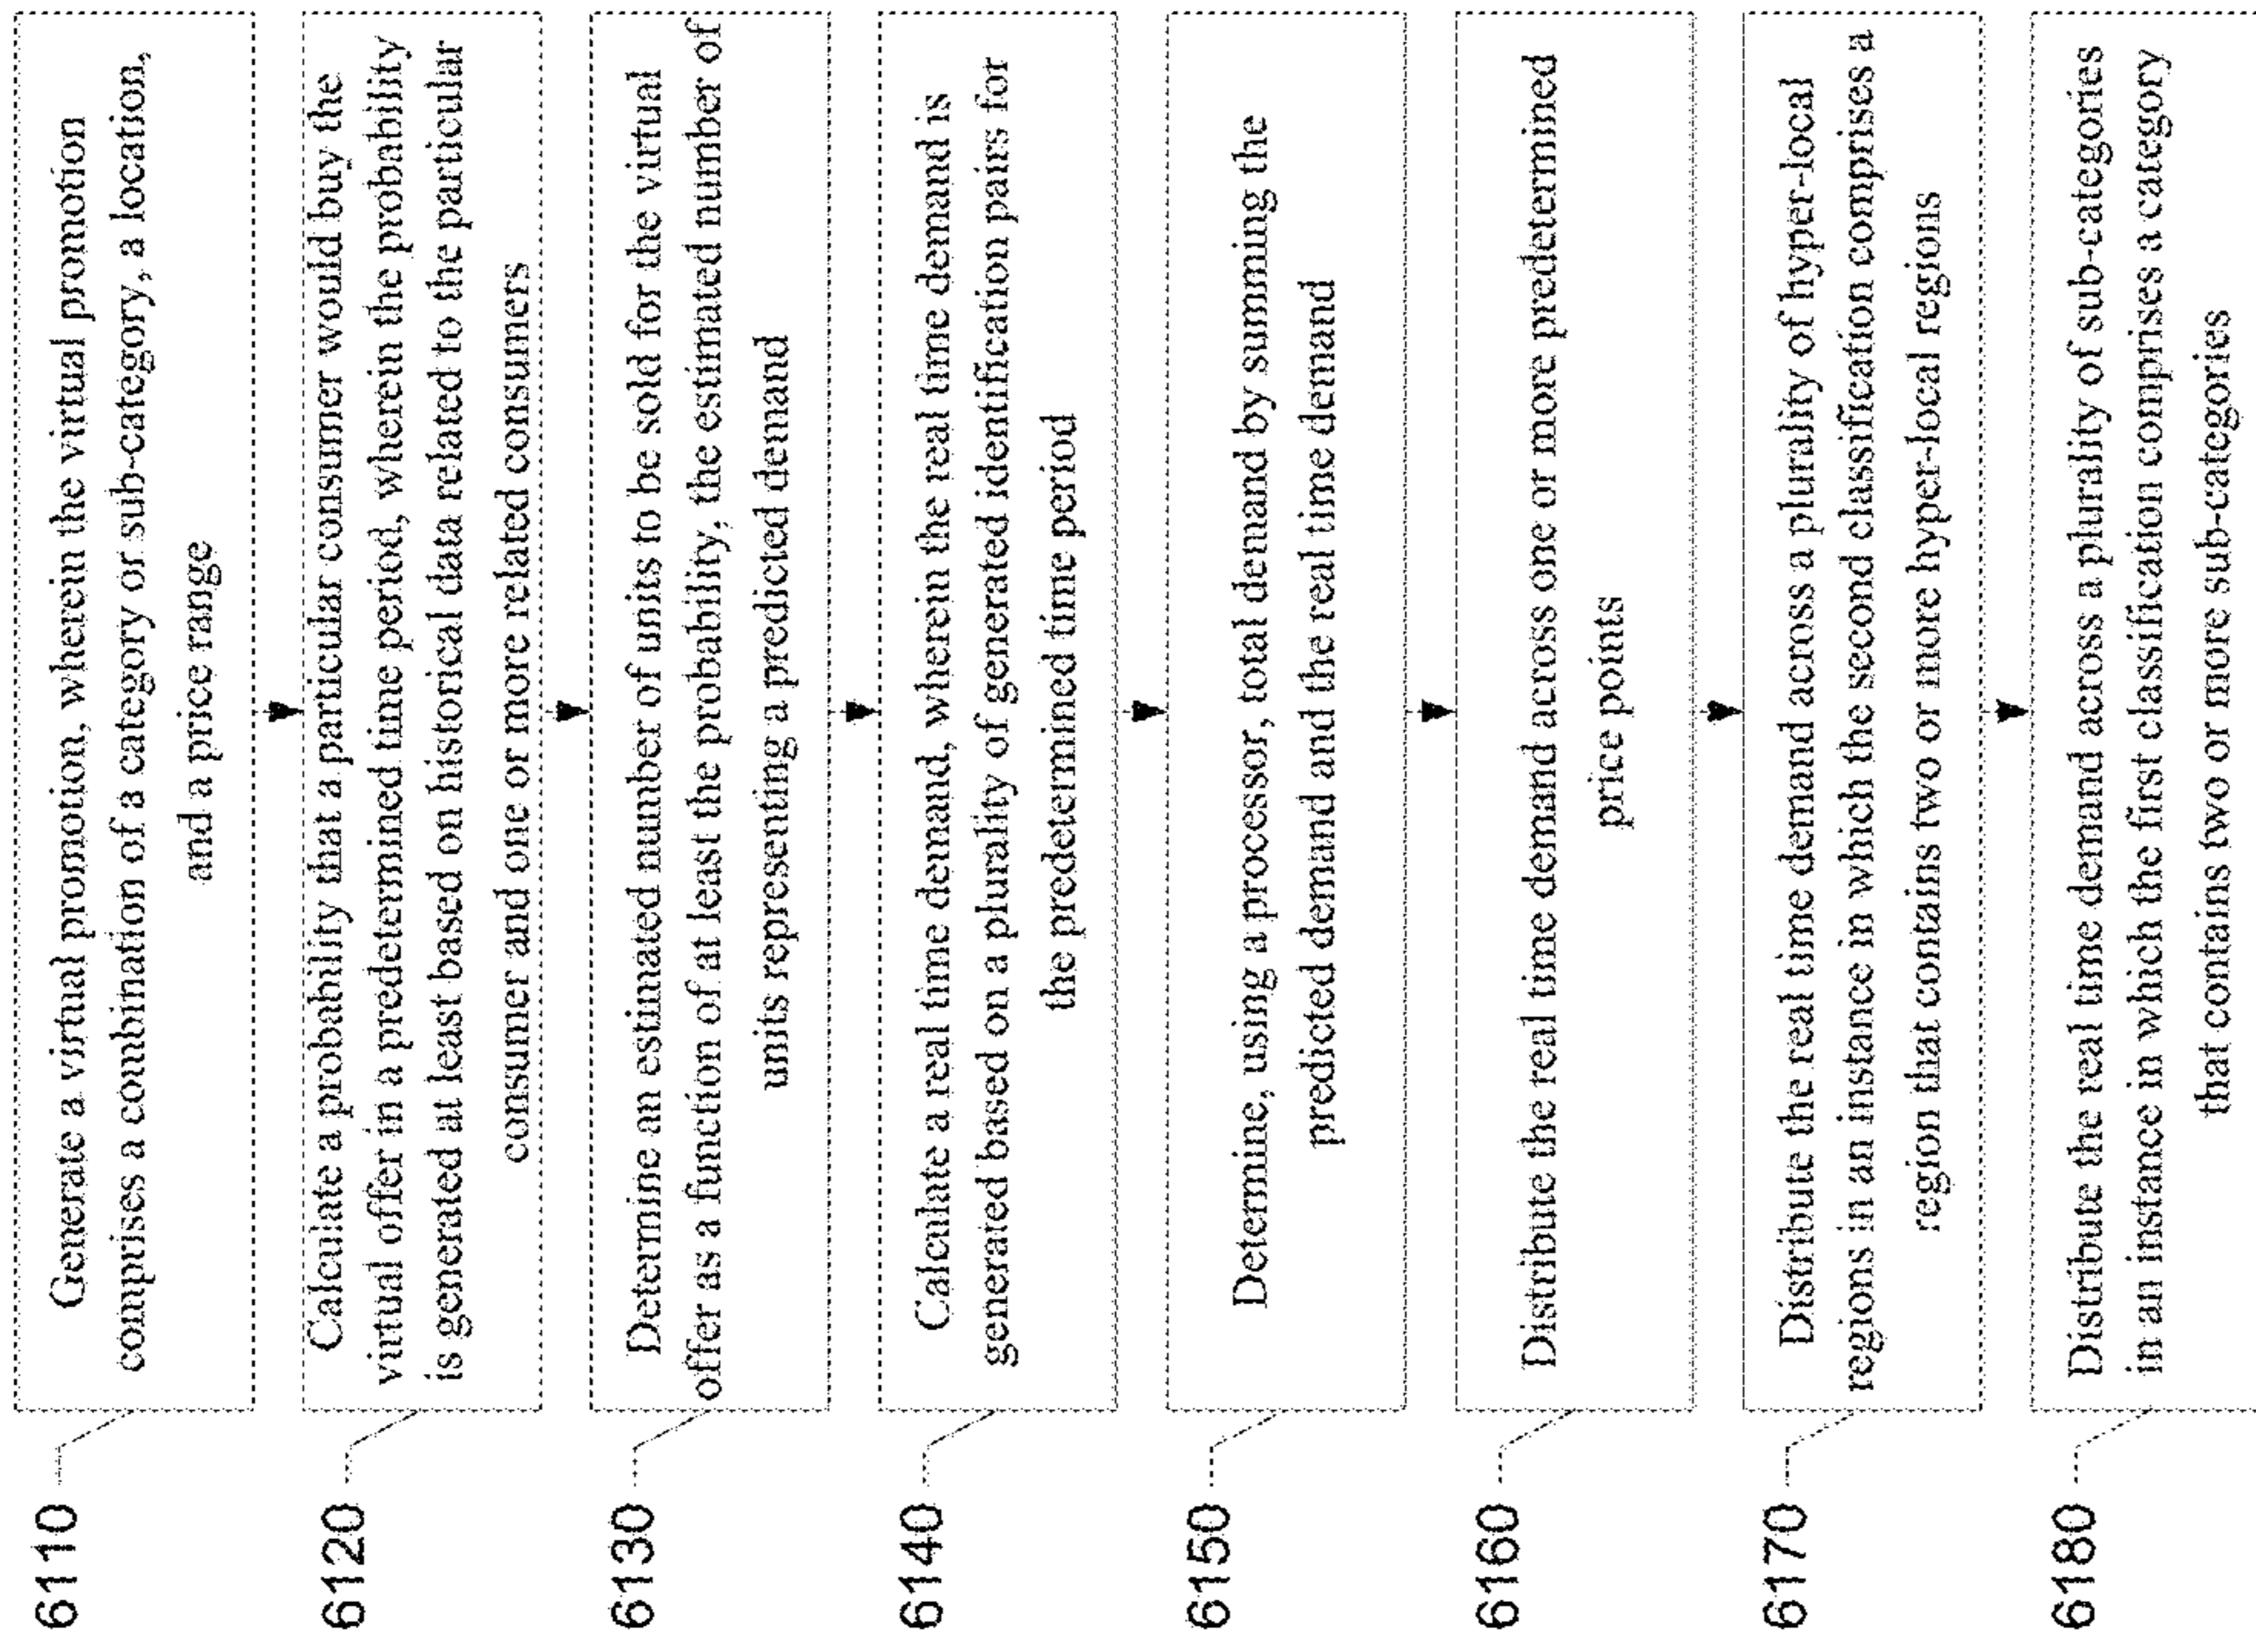 6110
Generate a virtual promotion, wherein the virtual promotion
comprises a combination of a category or sub-category, a location,
and a price range
6120
Calculate a probability that a particular consumer would buy the
virtual offer in a predetermined time period, wherein the probability
is generated at least based on historical data related to the particular
consumer and one or more related consumers
6130
Determine an estimated number of units to be sold for the virtual
offer as a function of at least the probability, the estimated number of
units representing a predicted demand
6140
Calculate a real time demand, wherein the real time demand is
generated based on a plurality of generated identification pairs for
the predetermined time period
6150
Determine, using a processor, total demand by summing the
predicted demand and the real time demand
6160
Distribute the real time demand across one or more predetermined
price points
6170
Distribute the real time demand across a plurality of hyper-local
regions in an instance in which the second classification comprises a
region that contains two or more hyper-local regions
6180
Distribute the real time demand across a plurality of sub-categories
in an instance in which the first classification comprises a category
that contains two or more sub-categories